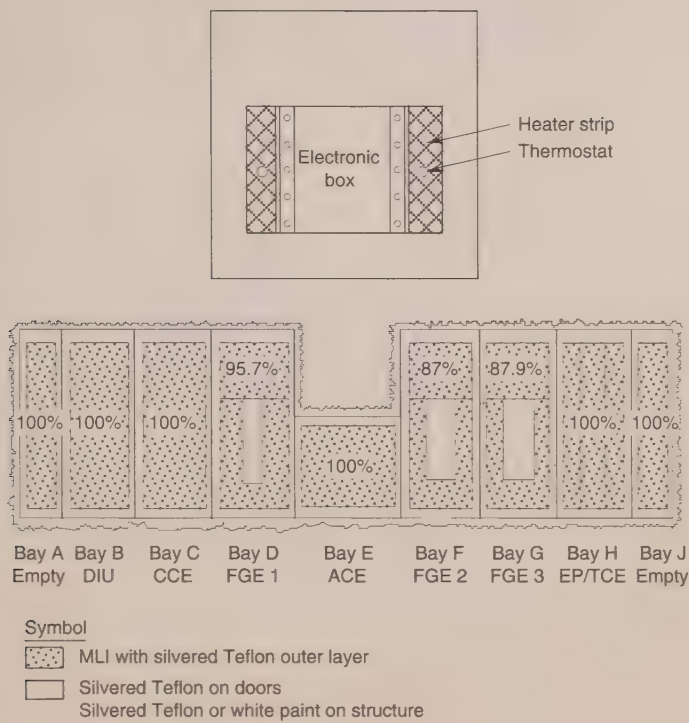 Heater strip
Thermostat
Electronic
box
95.7%
87%
87.9%
100%
100%
100%
100%
100%
100%
Bay A Bay B Bay C Bay D Bay E Bay F Bay G Bay H Bay J
Empty DIU CCE FGE 1 ACE FGE 2 FGE 3 EP/TCE Empty
Symbol
MLI with silvered Teflon outer layer
Silvered Teflon on doors
Silvered Teflon or white paint on structure